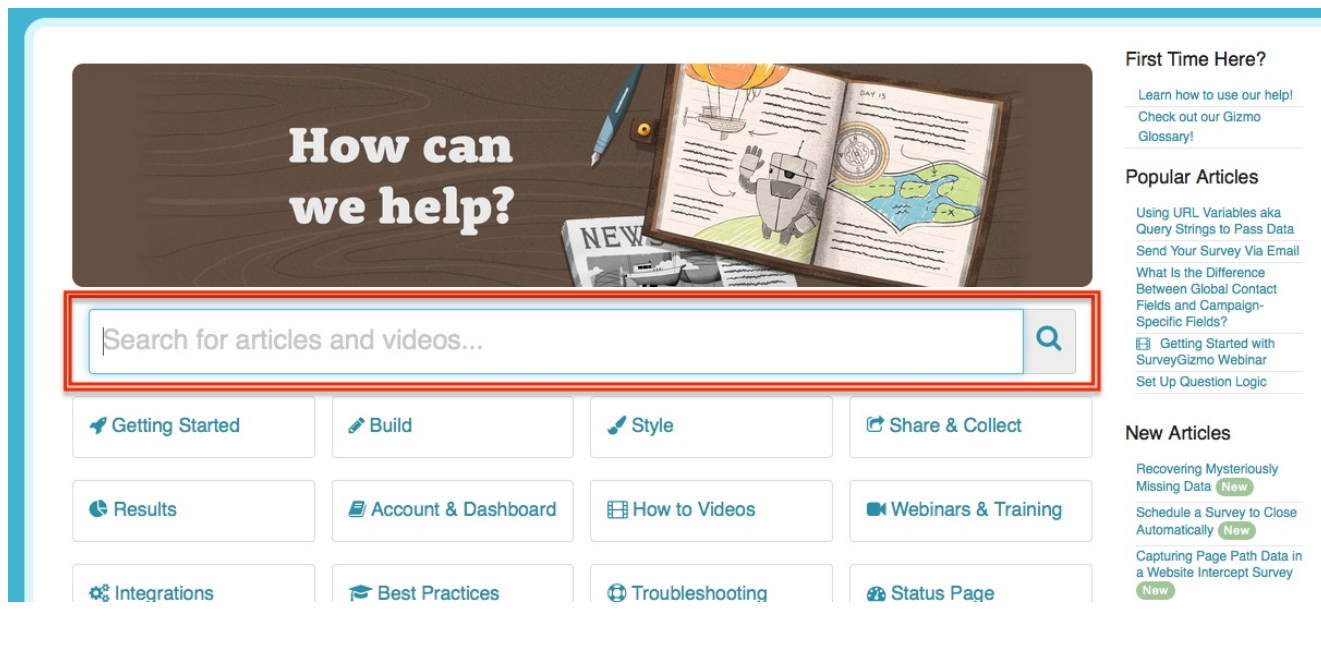 How can
we help?
NEWS
DAY 15
Search for articles and videos...
Getting Started
Build
Style
Share & Collect
Results
Account & Dashboard
How to Videos
Webinars & Training
Integrations
Best Practices
Troubleshooting
Status Page
First Time Here?
Learn how to use our help!
Check out our Gizmo
Glossary!
Popular Articles
Using URL Variables aka
Query Strings to Pass Data
Send Your Survey Via Email
What Is the Difference
Between Global Contact
Fields and Campaign-
Specific Fields?
Getting Started with
SurveyGizmo Webinar
Set Up Question Logic
New Articles
Recovering Mysteriously
Missing Data New
Schedule a Survey to Close
Automatically New
Capturing Page Path Data in
a Website Intercept Survey
New